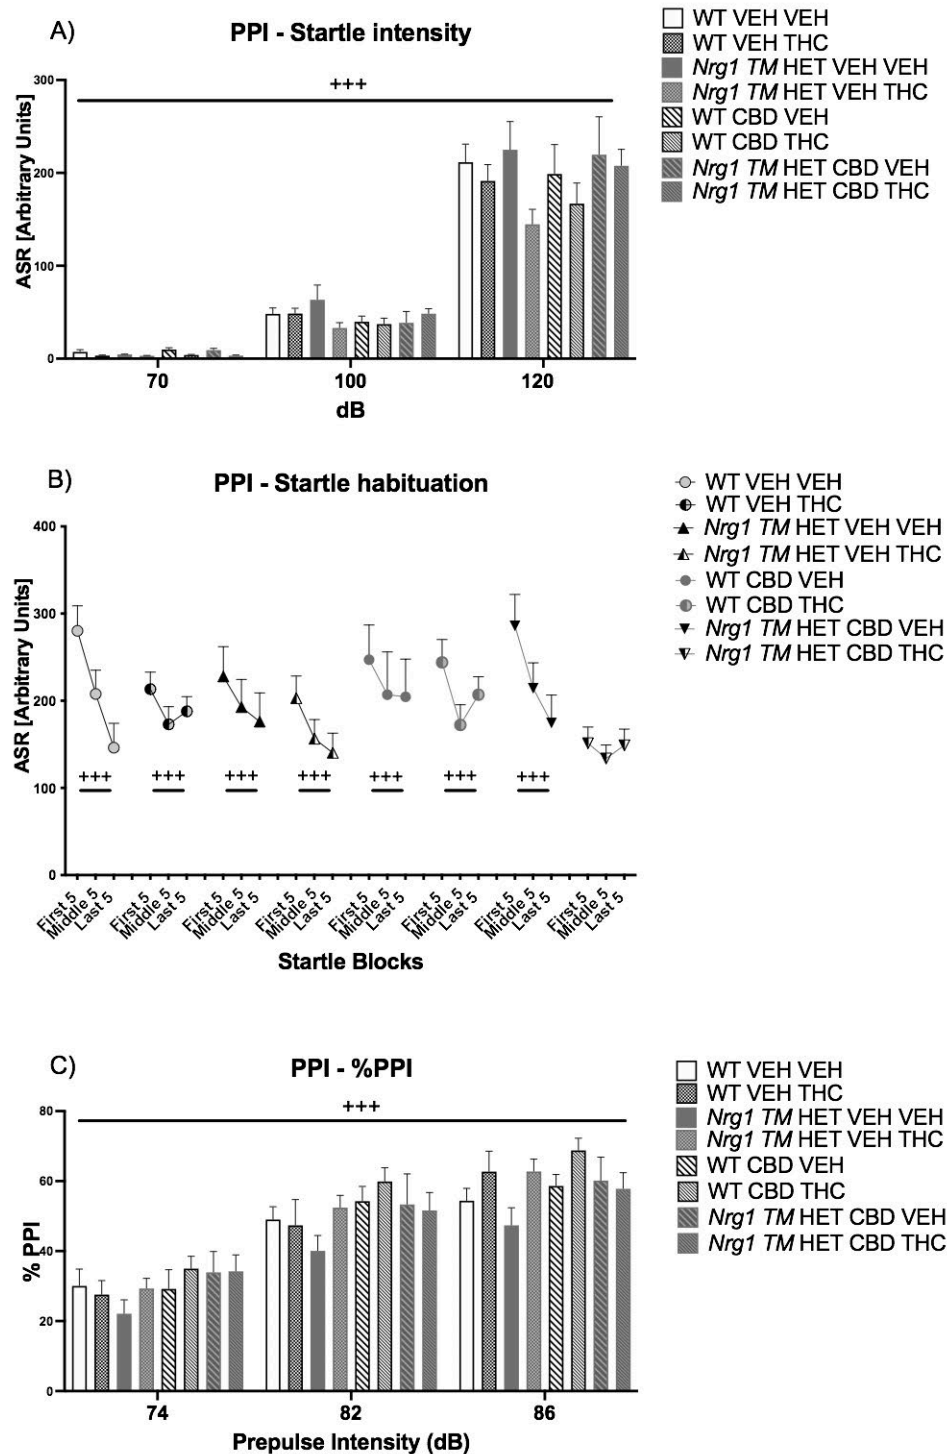 A)
PPI - Startle intensity
WT VEH VEH
WT VEH THC
Nrg1 TM HET VEH VEH
Nrg1 TM HET VEH THC
WT CBD VEH
WT CBD THC
Nrg1 TM HET CBD VEH
Nrg1 TM HET CBD THC
+++
ASR [Arbitrary Units]
300
200
100
0
70 100 120
dB
B)
PPI - Startle habituation
WT VEH VEH
WT VEH THC
Nrg1 TM HET VEH VEH
Nrg1 TM HET VEH THC
WT CBD VEH
WT CBD THC
Nrg1 TM HET CBD VEH
Nrg1 TM HET CBD THC
ASR [Arbitrary Units]
400
300
200
100
0
+++ +++ +++ +++ +++ +++ +++
First 5 Middle 5 Last 5 First 5 Middle 5 Last 5 First 5 Middle 5 Last 5 First 5 Middle 5 Last 5 First 5 Middle 5 Last 5 First 5 Middle 5 Last 5 First 5 Middle 5 Last 5 First 5 Middle 5 Last 5
Startle Blocks
C)
PPI - %PPI
WT VEH VEH
WT VEH THC
Nrg1 TM HET VEH VEH
Nrg1 TM HET VEH THC
WT CBD VEH
WT CBD THC
Nrg1 TM HET CBD VEH
Nrg1 TM HET CBD THC
+++
% PPI
80
60
40
20
0
74 82 86
Prepulse Intensity (dB)